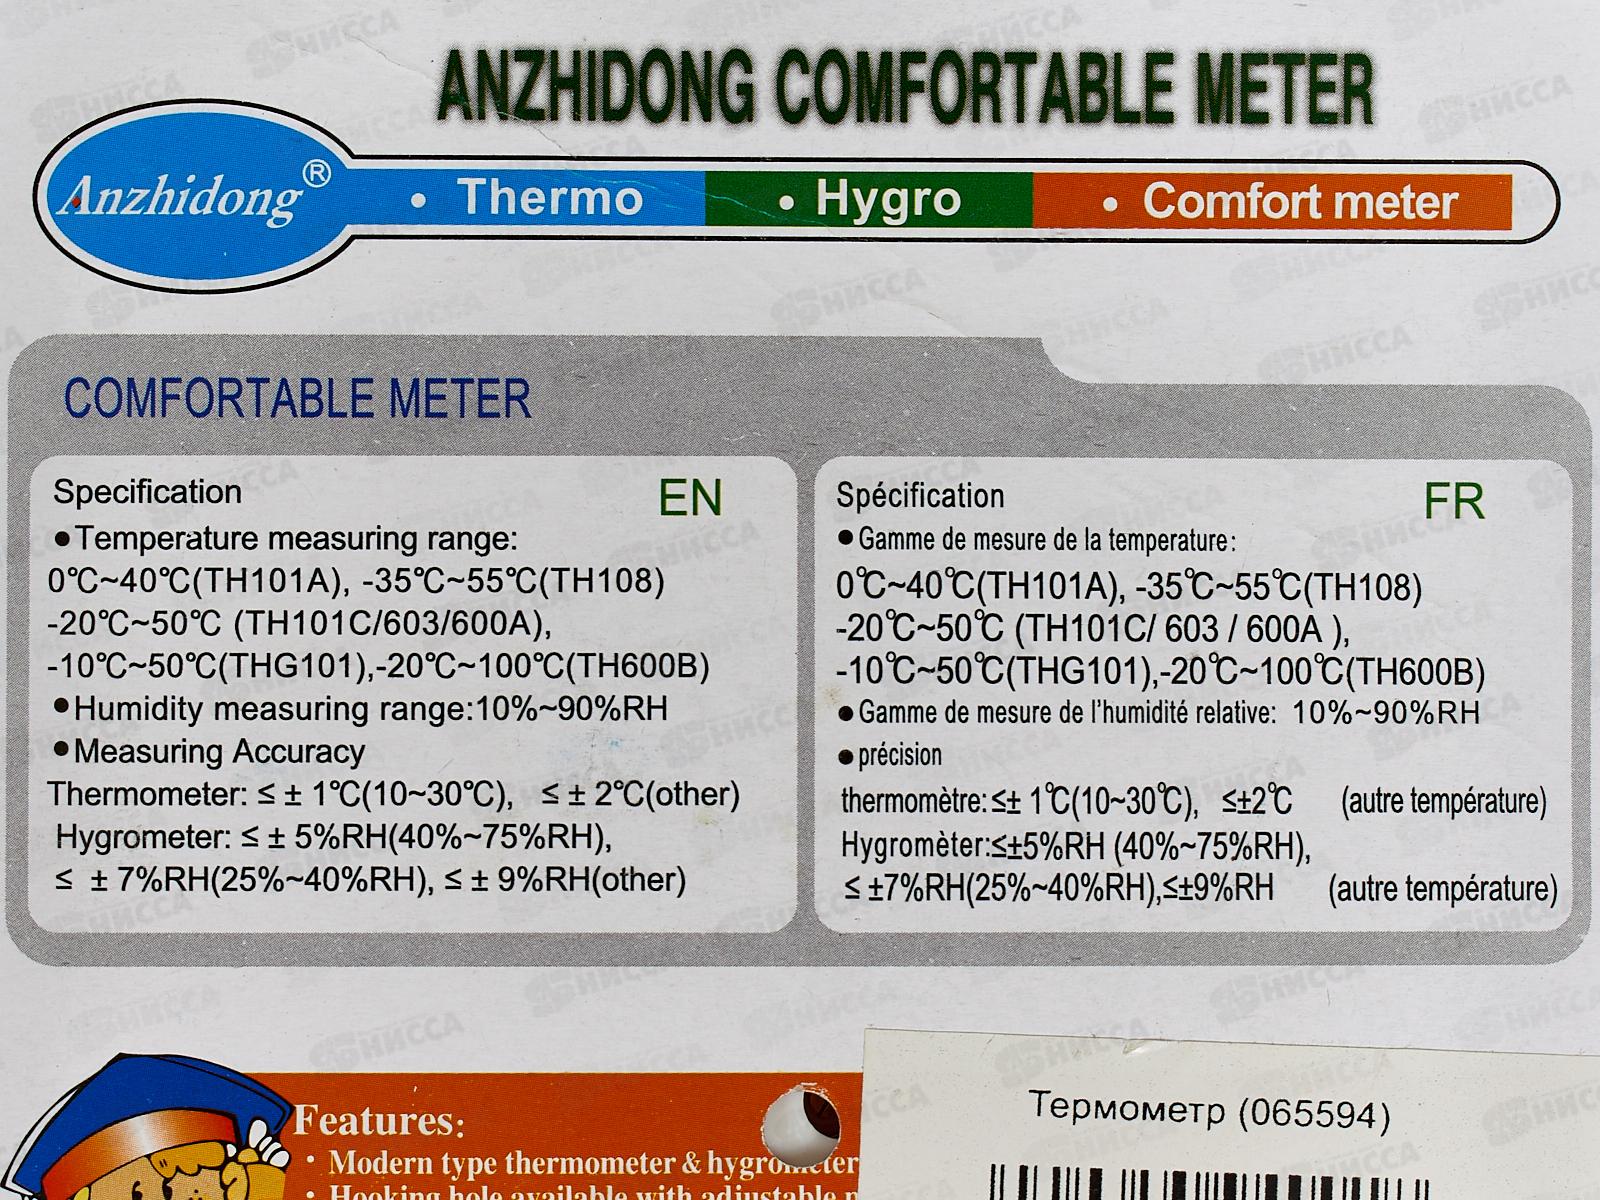 ANZHIDONG COMFORTABLE METER
Anzhidong® • Thermo • Hygro • Comfort meter
COMFORTABLE METER
Specification EN
●Temperature measuring range:
0℃~40℃(TH101A), -35℃~55℃(TH108)
-20℃~50℃ (TH101C/603/600A),
-10℃~50℃(THG101),-20℃~100℃(TH600B)
●Humidity measuring range:10%~90%RH
●Measuring Accuracy
Thermometer: ≤ ± 1℃(10~30℃), ≤ ± 2℃(other)
Hygrometer: ≤ ± 5%RH(40%~75%RH),
≤ ± 7%RH(25%~40%RH), ≤ ± 9%RH(other)
Spécification FR
●Gamme de mesure de la temperature:
0℃~40℃(TH101A), -35℃~55℃(TH108)
-20℃~50℃ (TH101C/ 603 / 600A ),
-10℃~50℃(THG101),-20℃~100℃(TH600B)
●Gamme de mesure de l'humidité relative: 10%~90%RH
●précision
thermomètre:≤± 1℃(10~30℃), ≤±2℃ (autre température)
Hygromèter:≤±5%RH (40%~75%RH),
≤ ±7%RH(25%~40%RH),≤±9%RH (autre température)
Features:
• Modern type thermometer & hygrometer
• Hooking hole available with adjustable
Термометр (065594)